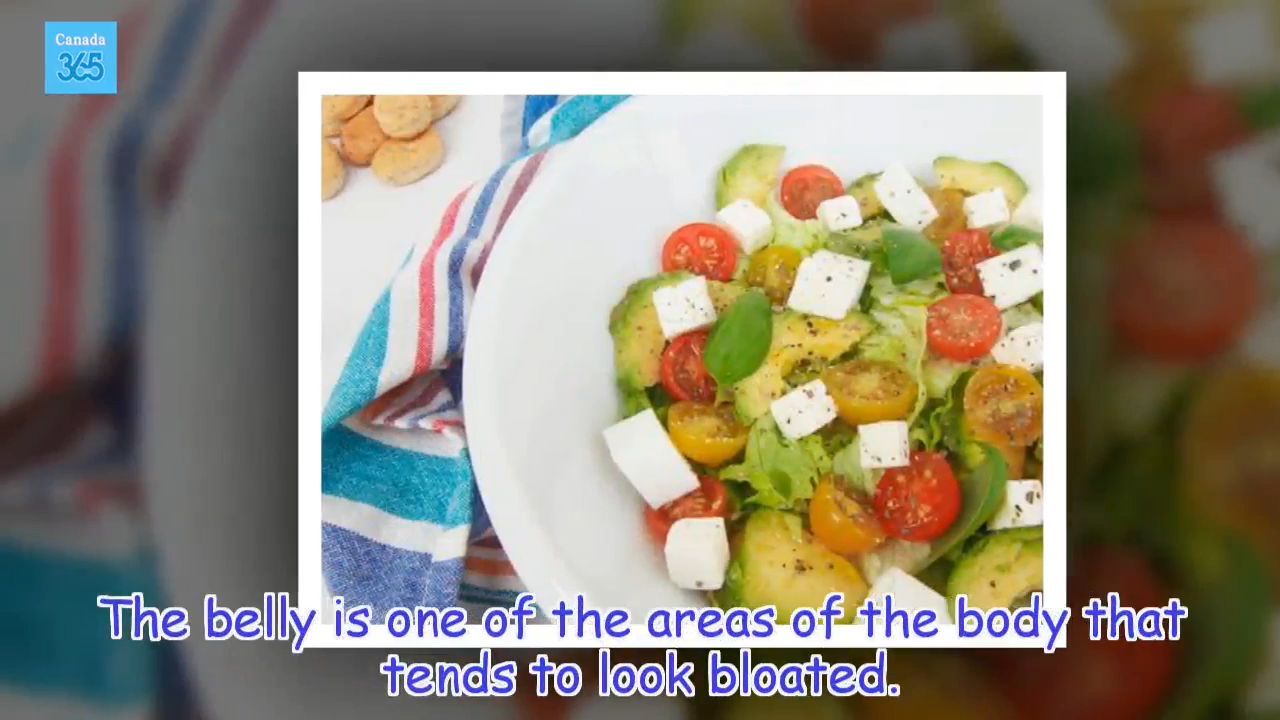 Canada
365
The belly is one of the areas of the body that
tends to look bloated.